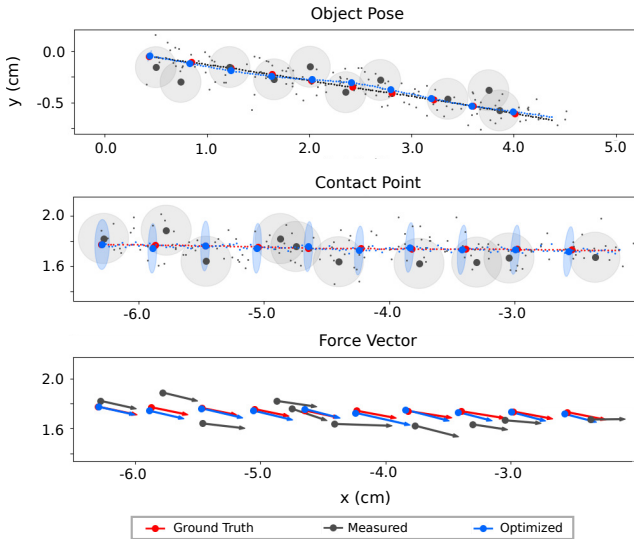 Object Pose
y (cm)
0.0
-0.5
0.0 1.0 2.0 3.0 4.0 5.0
Contact Point
2.0
1.6
-6.0 -5.0 -4.0 -3.0
Force Vector
2.0
1.6
-6.0 -5.0 -4.0 -3.0
x (cm)
Ground Truth Measured Optimized